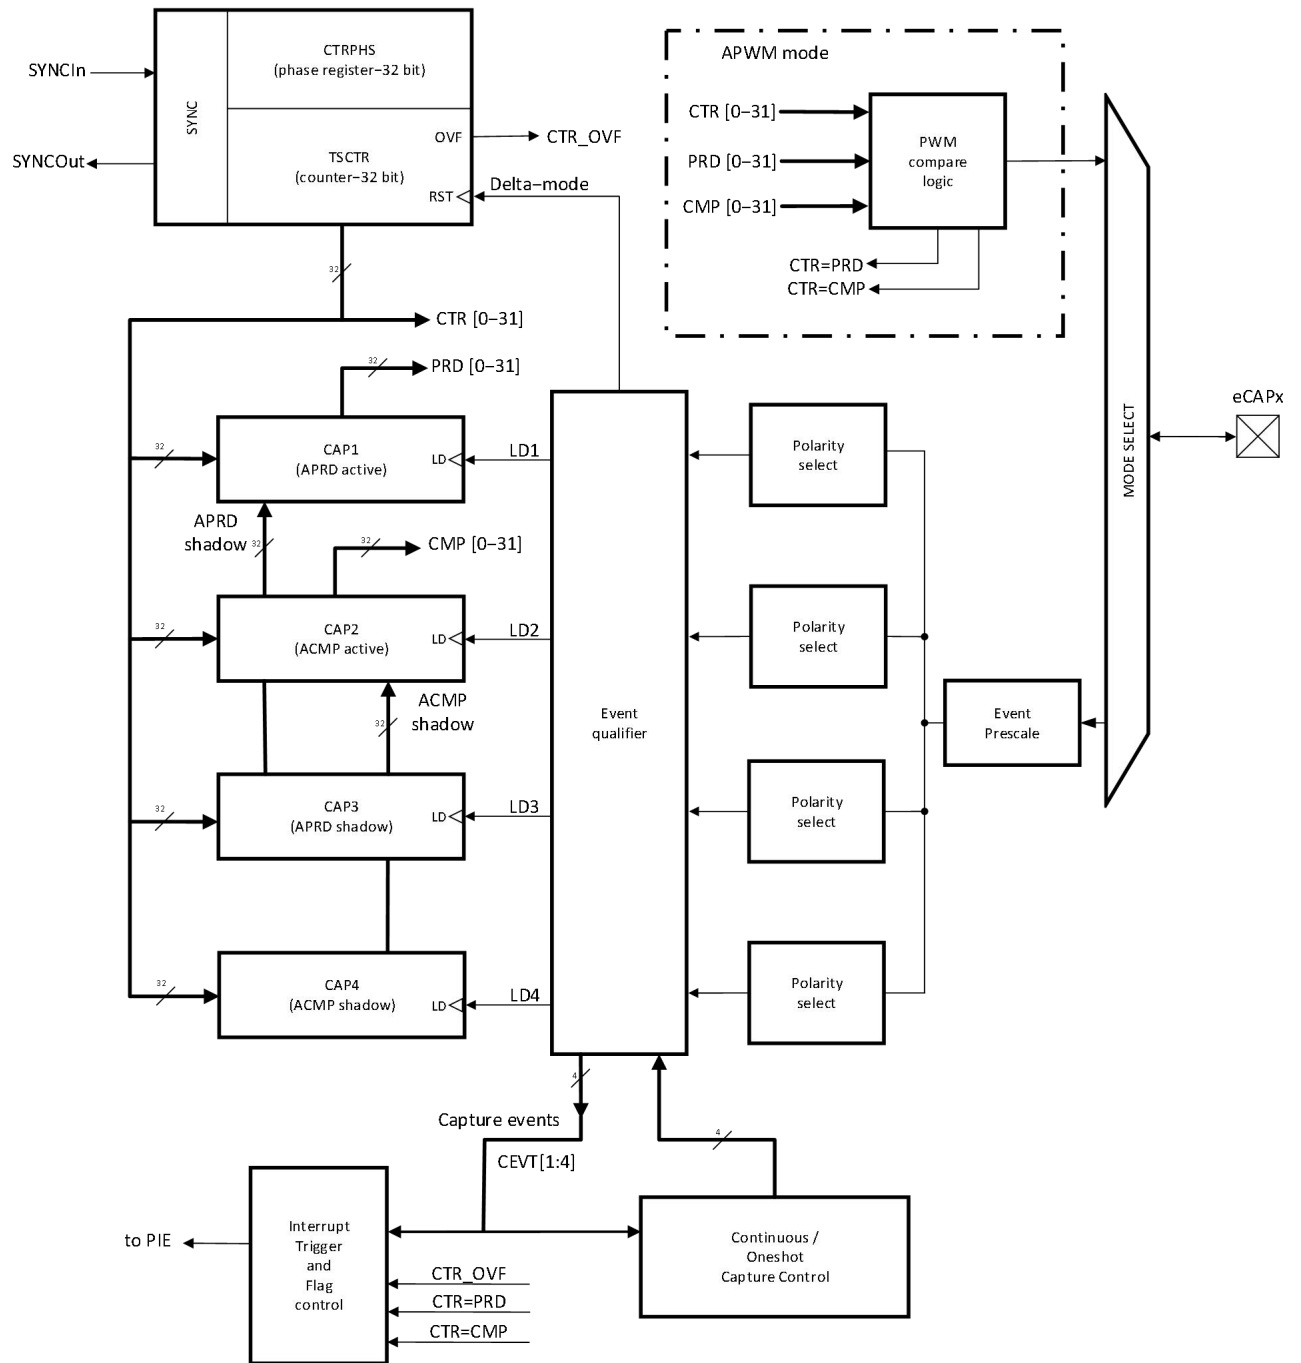 CTRPHS
(phase register−32 bit)
SYNCIn
SYNC
OVF
CTR_OVF
SYNCOut
TSCTR
(counter−32 bit)
RST
Delta−mode
32
CTR [0−31]
APWM mode
CTR [0−31]
PRD [0−31]
CMP [0−31]
PWM
compare
logic
CTR=PRD
CTR=CMP
32
PRD [0−31]
MODE SELECT
eCAPx
32
CAP1
(APRD active)
LD
LD1
Polarity
select
APRD
shadow
32
32
CMP [0−31]
32
CAP2
(ACMP active)
LD
LD2
Polarity
select
ACMP
shadow
32
Event
qualifier
Event
Prescale
32
CAP3
(APRD shadow)
LD
LD3
Polarity
select
32
CAP4
(ACMP shadow)
LD
LD4
Polarity
select
4
Capture events
CEVT[1:4]
4
to PIE
Interrupt
Trigger
and
Flag
control
CTR_OVF
CTR=PRD
CTR=CMP
Continuous /
Oneshot
Capture Control